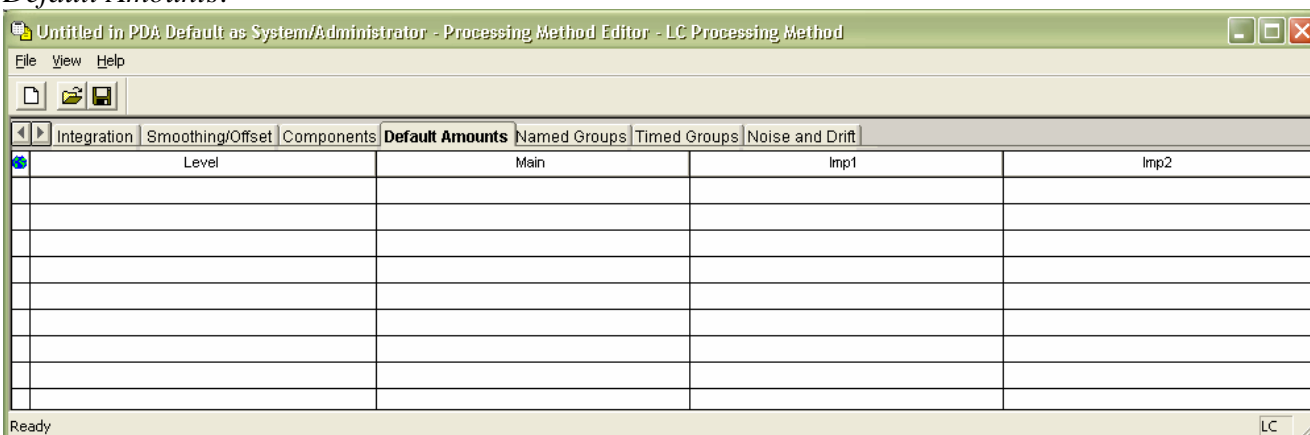 Default Amounts:
Untitled in PDA Default as System/Administrator - Processing Method Editor - LC Processing Method
File View Help
Integration Smoothing/Offset Components Default Amounts Named Groups Timed Groups Noise and Drift
Level Main Imp1 Imp2
Ready LC